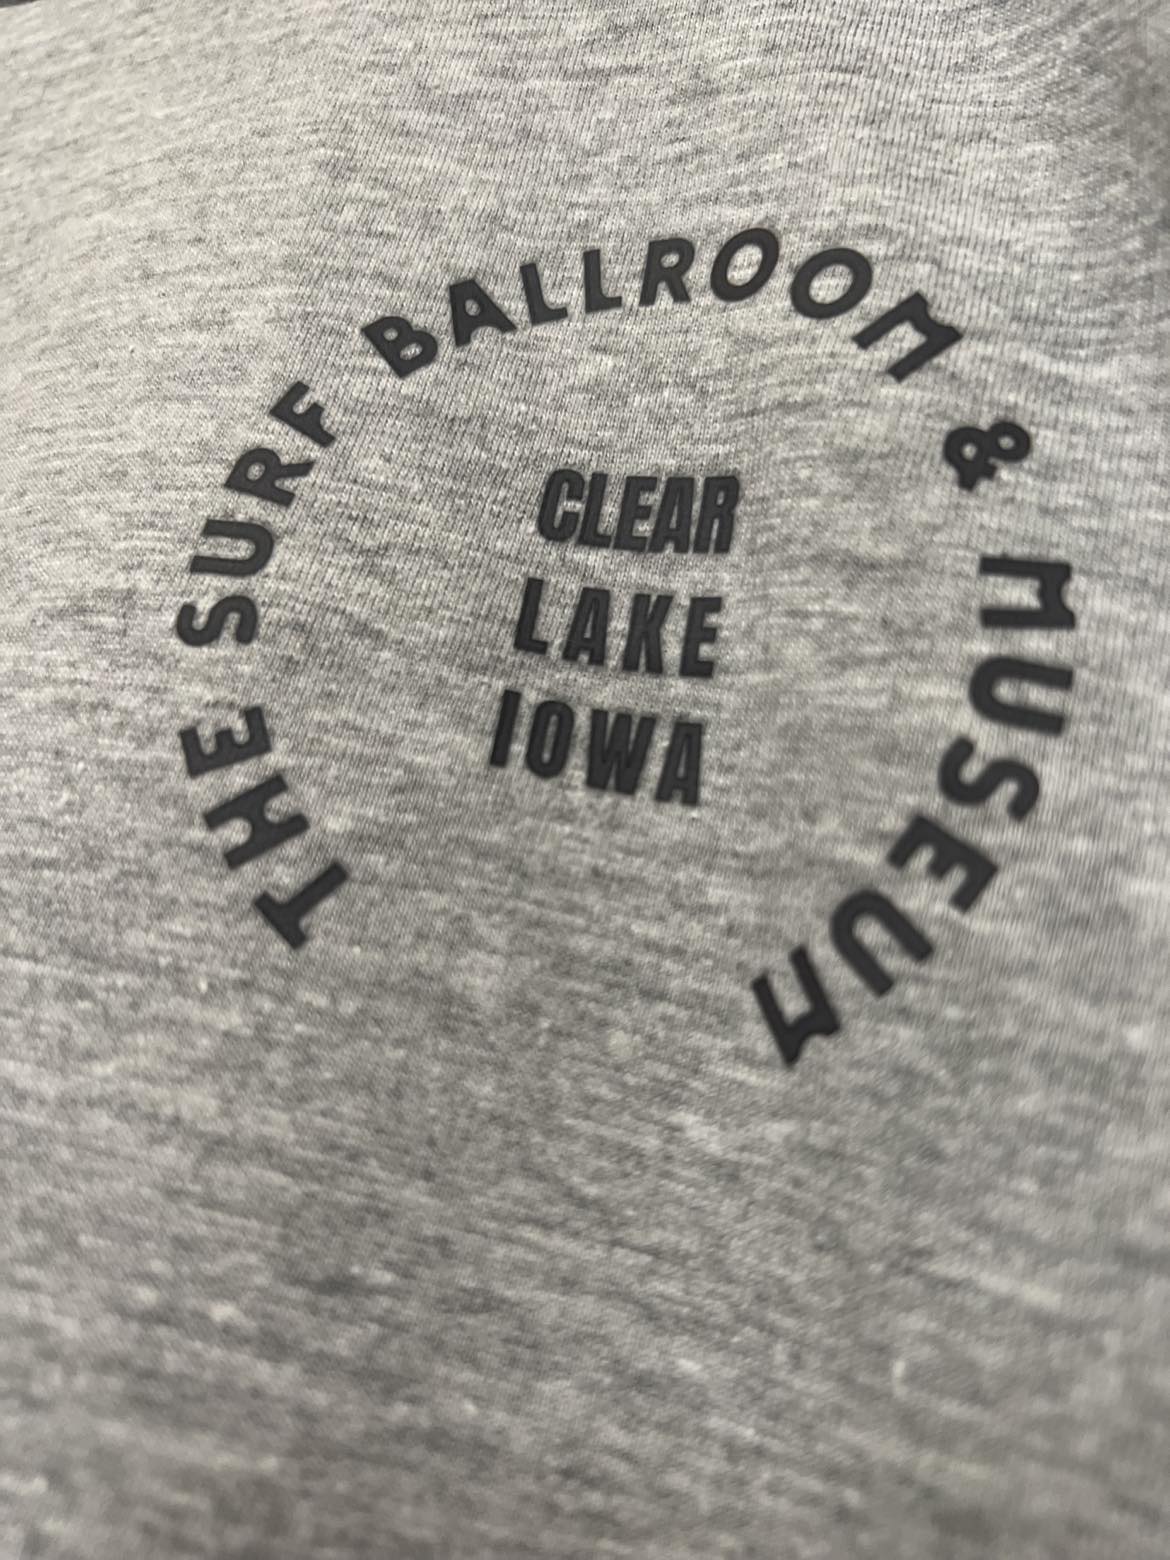 THE SURF BALLROOM & MUSEUM
CLEAR
LAKE
IOWA